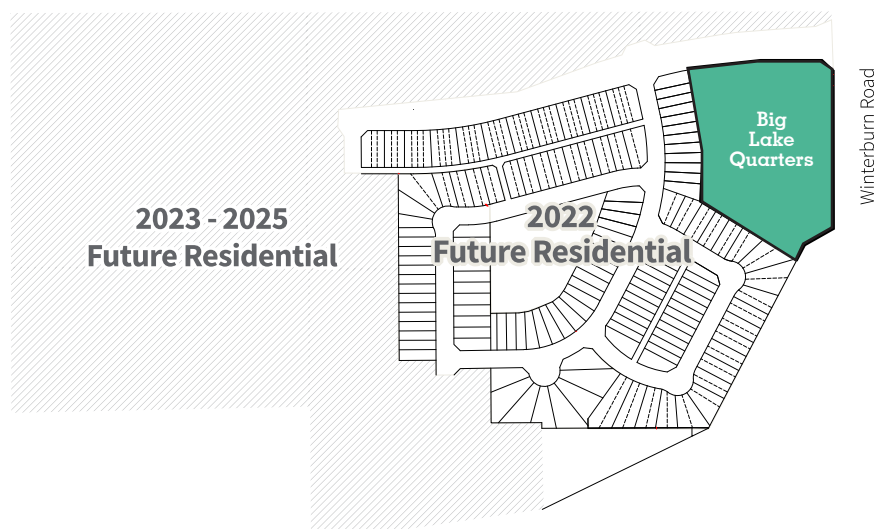 Big
Lake
Quarters
Winterburn Road
2023 - 2025
Future Residential
2022
Future Residential